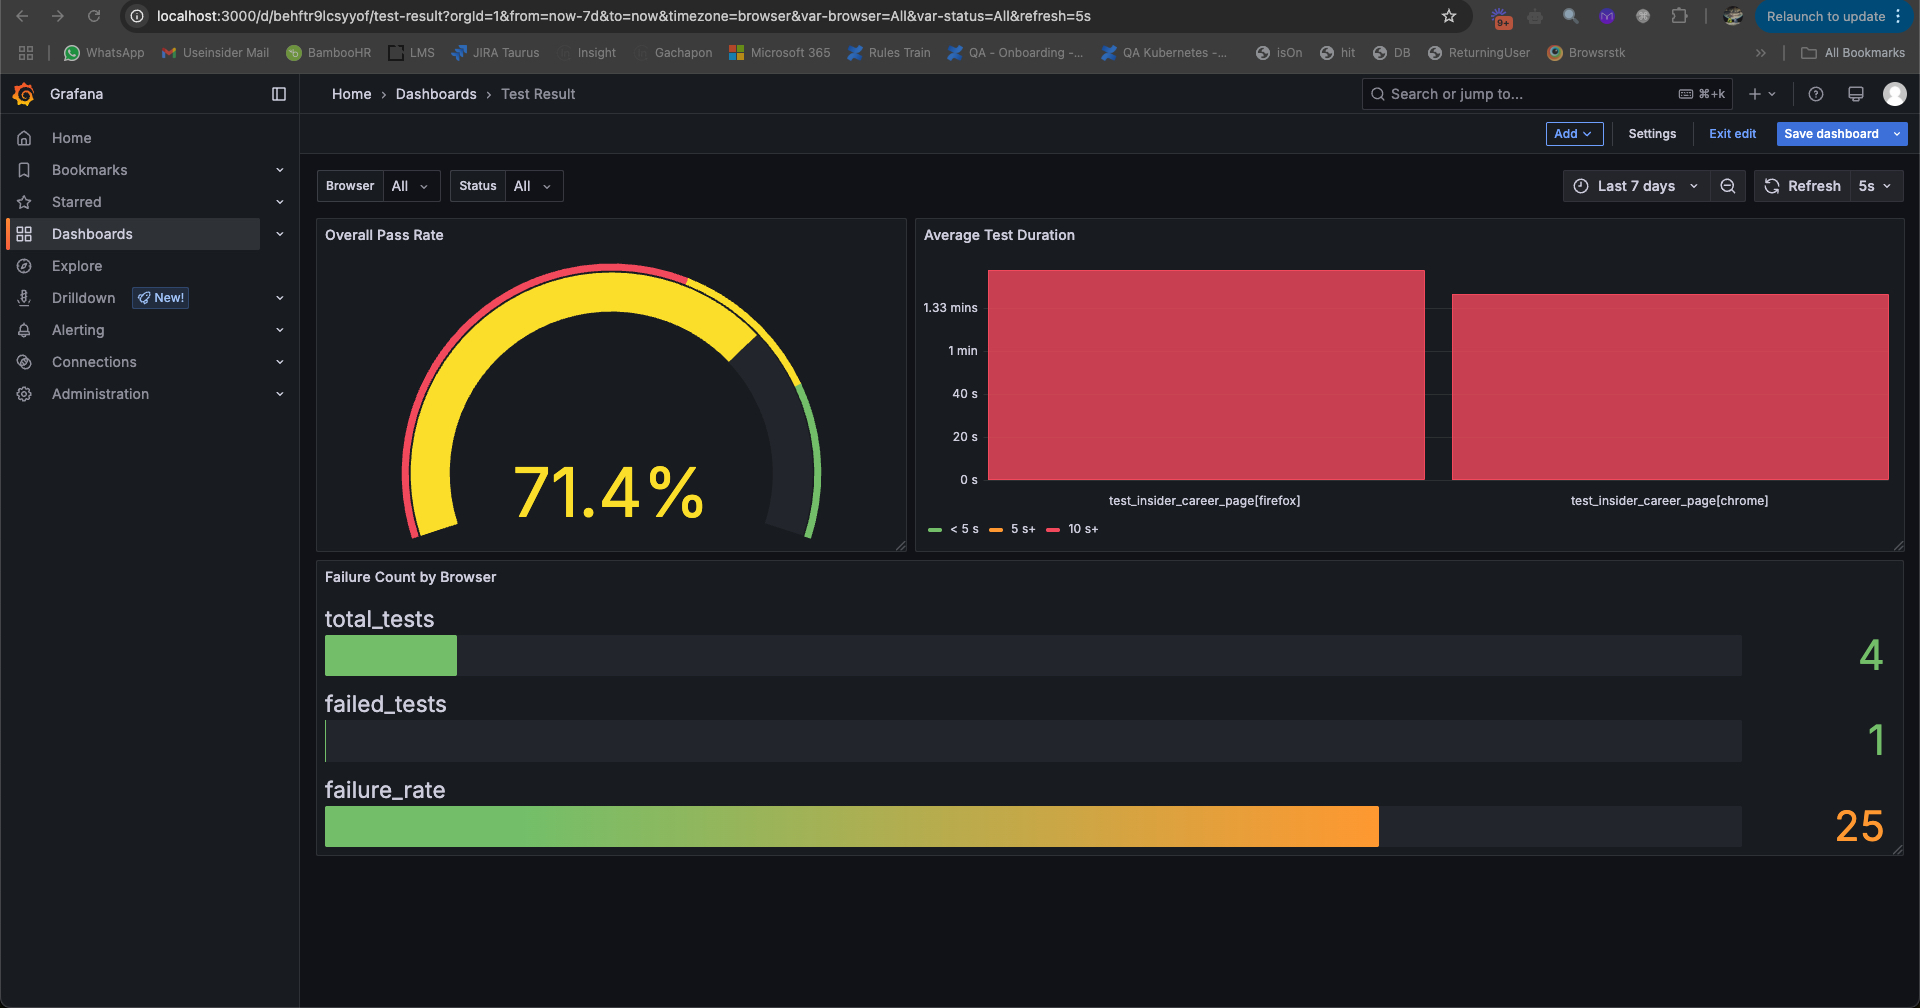 localhost:3000/d/behftr9lcsyyof/test-result?orgId=1&from=now-7d&to=now&timezone=browser&var-browser=All&var-status=All&refresh=5s
9+
Relaunch to update
WhatsApp
Useinsider Mail
BambooHR
LMS
JIRA Taurus
Insight
Gachapon
Microsoft 365
Rules Train
QA - Onboarding -...
QA Kubernetes -...
isOn
hit
DB
ReturningUser
Browsrstk
»
All Bookmarks
Grafana
Home › Dashboards › Test Result
Search or jump to...
⌘+k
Home
Bookmarks
Starred
Dashboards
Explore
Drilldown
New!
Alerting
Connections
Administration
Add
Settings
Exit edit
Save dashboard
Browser
All
Status
All
Last 7 days
Refresh
5s
Overall Pass Rate
71.4%
Average Test Duration
1.33 mins
1 min
40 s
20 s
0 s
test_insider_career_page[firefox]
test_insider_career_page[chrome]
< 5 s
5 s+
10 s+
Failure Count by Browser
total_tests
4
failed_tests
1
failure_rate
25